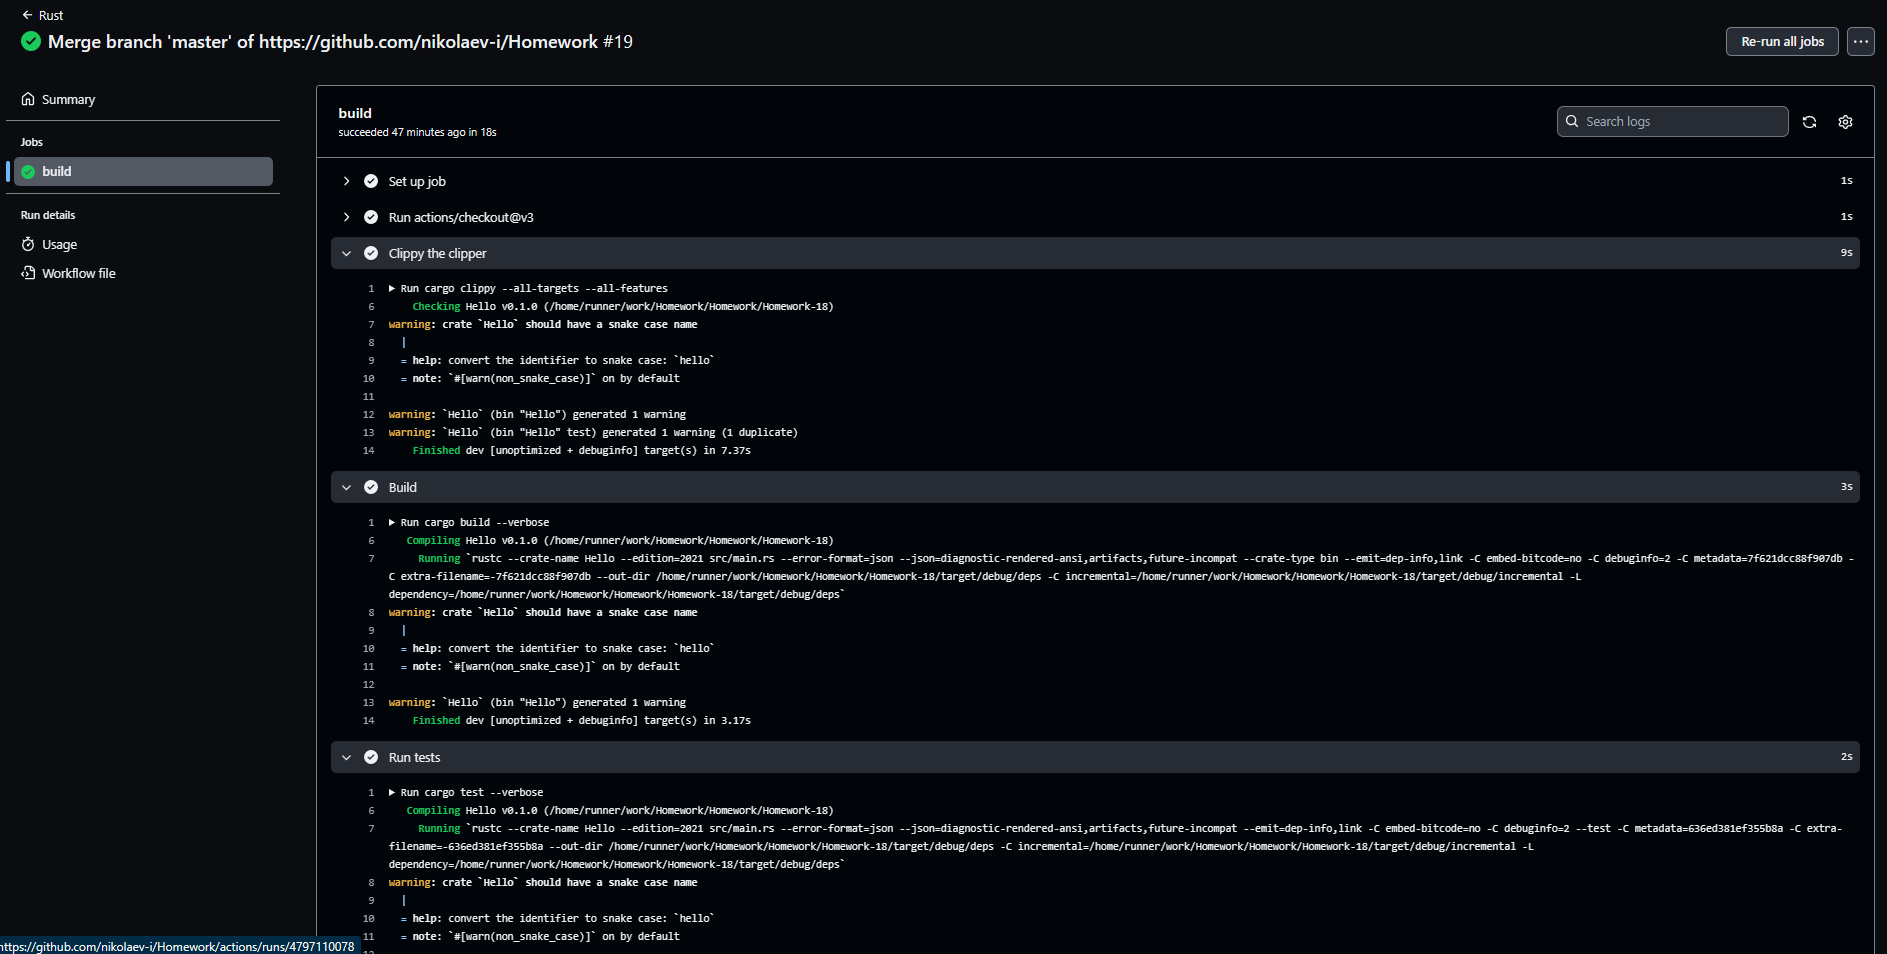 Rust
Merge branch 'master' of https://github.com/nikolaev-i/Homework #19
Re-run all jobs
Summary
Jobs
build
Run details
Usage
Workflow file
build
succeeded 47 minutes ago in 18s
Search logs
Set up job 1s
Run actions/checkout@v3 1s
Clippy the clipper 9s
1 Run cargo clippy --all-targets --all-features
6 Checking Hello v0.1.0 (/home/runner/work/Homework/Homework/Homework-18)
7 warning: crate `Hello` should have a snake case name
8 |
9 = help: convert the identifier to snake case: `hello`
10 = note: `#[warn(non_snake_case)]` on by default
11
12 warning: `Hello` (bin "Hello") generated 1 warning
13 warning: `Hello` (bin "Hello" test) generated 1 warning (1 duplicate)
14 Finished dev [unoptimized + debuginfo] target(s) in 7.37s
Build 3s
1 Run cargo build --verbose
6 Compiling Hello v0.1.0 (/home/runner/work/Homework/Homework/Homework-18)
7 Running `rustc --crate-name Hello --edition=2021 src/main.rs --error-format=json --json=diagnostic-rendered-ansi,artifacts,future-incompat --crate-type bin --emit=dep-info,link -C embed-bitcode=no -C debuginfo=2 -C metadata=7f621dcc88f907db -
C extra-filename=-7f621dcc88f907db --out-dir /home/runner/work/Homework/Homework/Homework-18/target/debug/deps -C incremental=/home/runner/work/Homework/Homework/Homework-18/target/debug/incremental -L
dependency=/home/runner/work/Homework/Homework/Homework-18/target/debug/deps`
8 warning: crate `Hello` should have a snake case name
9 |
10 = help: convert the identifier to snake case: `hello`
11 = note: `#[warn(non_snake_case)]` on by default
12
13 warning: `Hello` (bin "Hello") generated 1 warning
14 Finished dev [unoptimized + debuginfo] target(s) in 3.17s
Run tests 2s
1 Run cargo test --verbose
6 Compiling Hello v0.1.0 (/home/runner/work/Homework/Homework/Homework-18)
7 Running `rustc --crate-name Hello --edition=2021 src/main.rs --error-format=json --json=diagnostic-rendered-ansi,artifacts,future-incompat --emit=dep-info,link -C embed-bitcode=no -C debuginfo=2 --test -C metadata=636ed381ef355b8a -C extra-
filename=-636ed381ef355b8a --out-dir /home/runner/work/Homework/Homework/Homework-18/target/debug/deps -C incremental=/home/runner/work/Homework/Homework/Homework-18/target/debug/incremental -L
dependency=/home/runner/work/Homework/Homework/Homework-18/target/debug/deps`
8 warning: crate `Hello` should have a snake case name
9 |
10 = help: convert the identifier to snake case: `hello`
11 = note: `#[warn(non_snake_case)]` on by default
https://github.com/nikolaev-i/Homework/actions/runs/4797110078